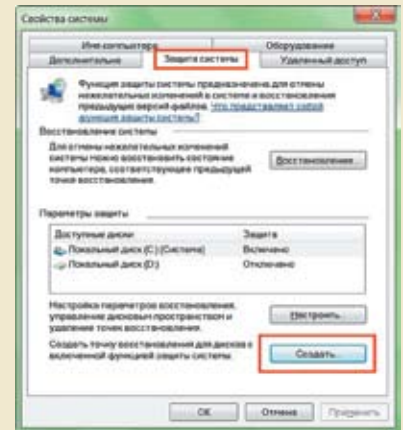 Свойства системы
Имя компьютера
Оборудование
Дополнительно
Защита системы
Удаленный доступ
Функция защиты системы предназначена для отмены
нежелательных изменений в системе и восстановления
предыдущих версий файлов. Что представляет собой
функция защиты системы?
Восстановление системы
Для отмены нежелательных изменений
системы можно восстановить состояние
компьютера, соответствующее предыдущей
точке восстановления.
Восстановление...
Параметры защиты
Доступные диски
Защита
Локальный диск (C:) (Система)
Включено
Локальный диск (D:)
Отключено
Настройка параметров восстановления,
управление дисковым пространством и
удаление точек восстановления.
Настроить...
Создать точку восстановления для дисков с
включенной функцией защиты системы.
Создать...
ОК
Отмена
Применить